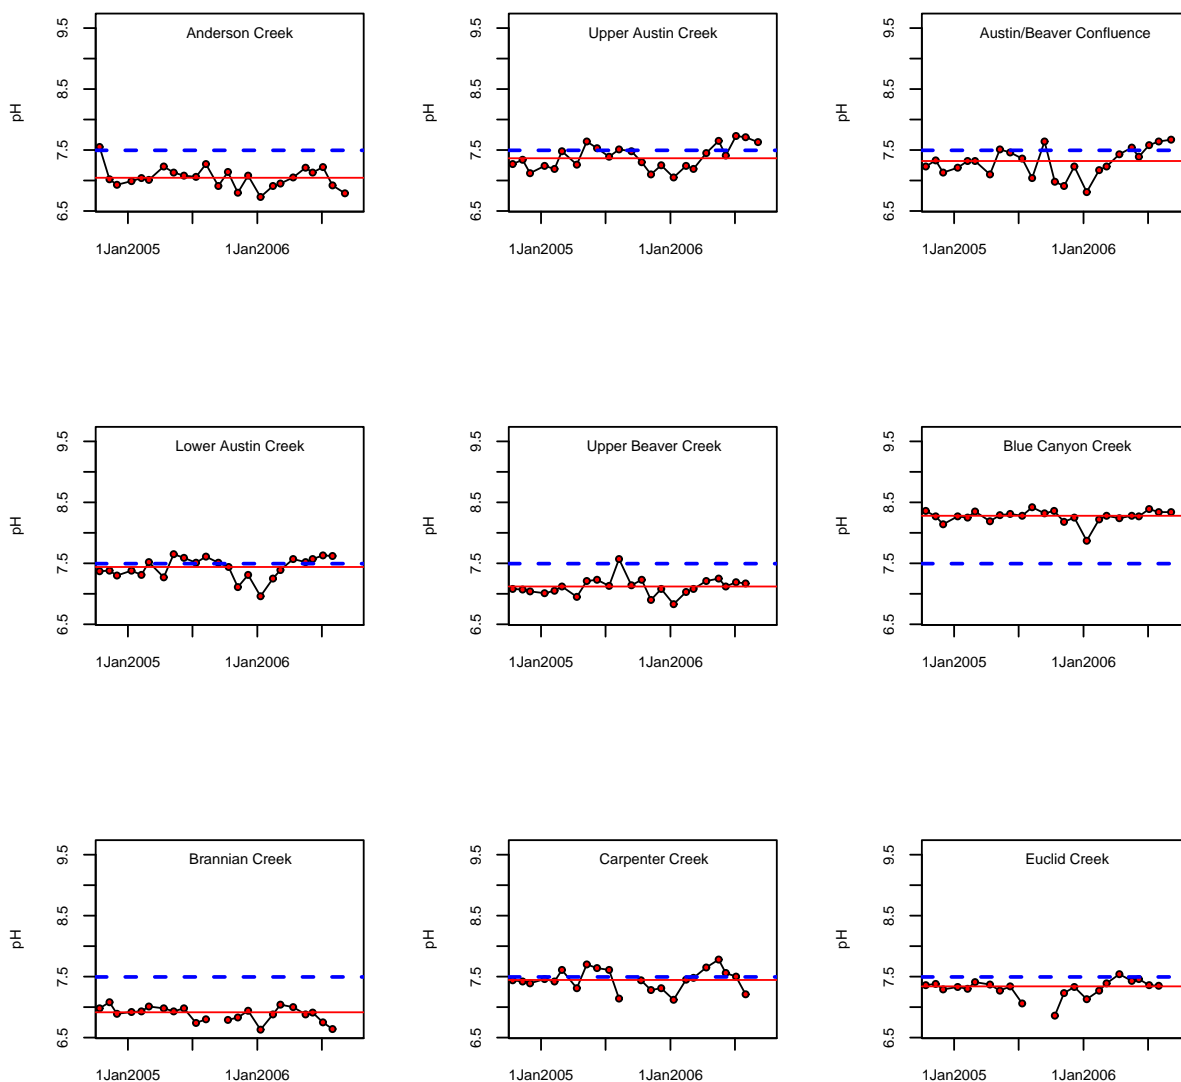 Anderson Creek
pH
9.5
8.5
7.5
6.5
1Jan2005 1Jan2006
Upper Austin Creek
pH
9.5
8.5
7.5
6.5
1Jan2005 1Jan2006
Austin/Beaver Confluence
pH
9.5
8.5
7.5
6.5
1Jan2005 1Jan2006
Lower Austin Creek
pH
9.5
8.5
7.5
6.5
1Jan2005 1Jan2006
Upper Beaver Creek
pH
9.5
8.5
7.5
6.5
1Jan2005 1Jan2006
Blue Canyon Creek
pH
9.5
8.5
7.5
6.5
1Jan2005 1Jan2006
Brannian Creek
pH
9.5
8.5
7.5
6.5
1Jan2005 1Jan2006
Carpenter Creek
pH
9.5
8.5
7.5
6.5
1Jan2005 1Jan2006
Euclid Creek
pH
9.5
8.5
7.5
6.5
1Jan2005 1Jan2006